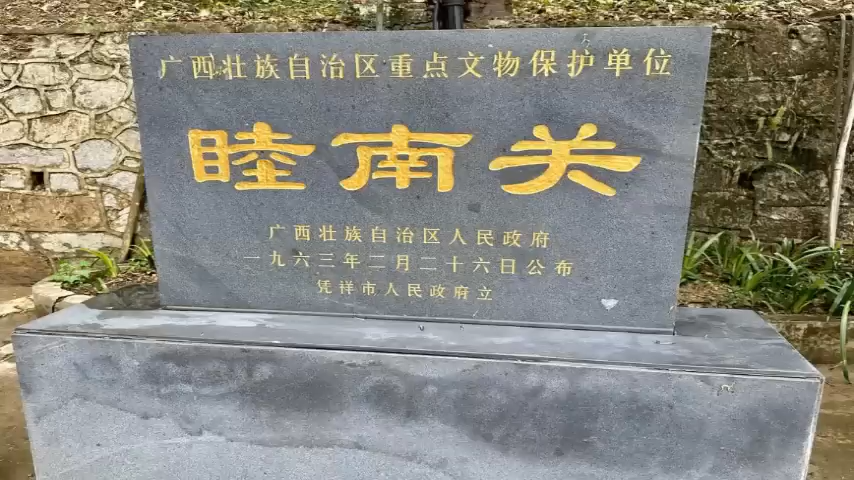 广西壮族自治区重点文物保护单位
睦南关
广西壮族自治区人民政府
一九六三年二月二十六日公布
凭祥市人民政府立